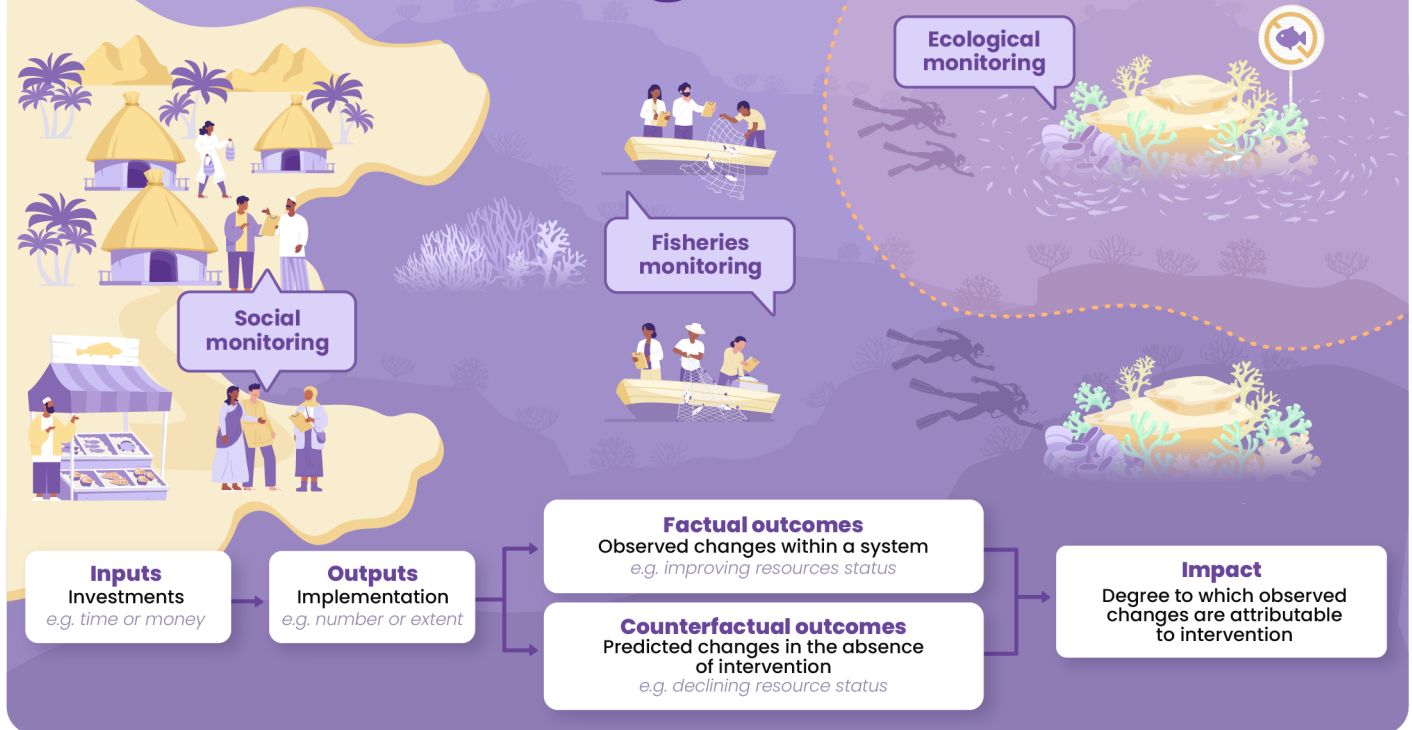 Ecological
monitoring
Fisheries
monitoring
Social
monitoring
Inputs
Investments
e.g. time or money
Outputs
Implementation
e.g. number or extent
Factual outcomes
Observed changes within a system
e.g. improving resources status
Counterfactual outcomes
Predicted changes in the absence
of intervention
e.g. declining resource status
Impact
Degree to which observed
changes are attributable
to intervention